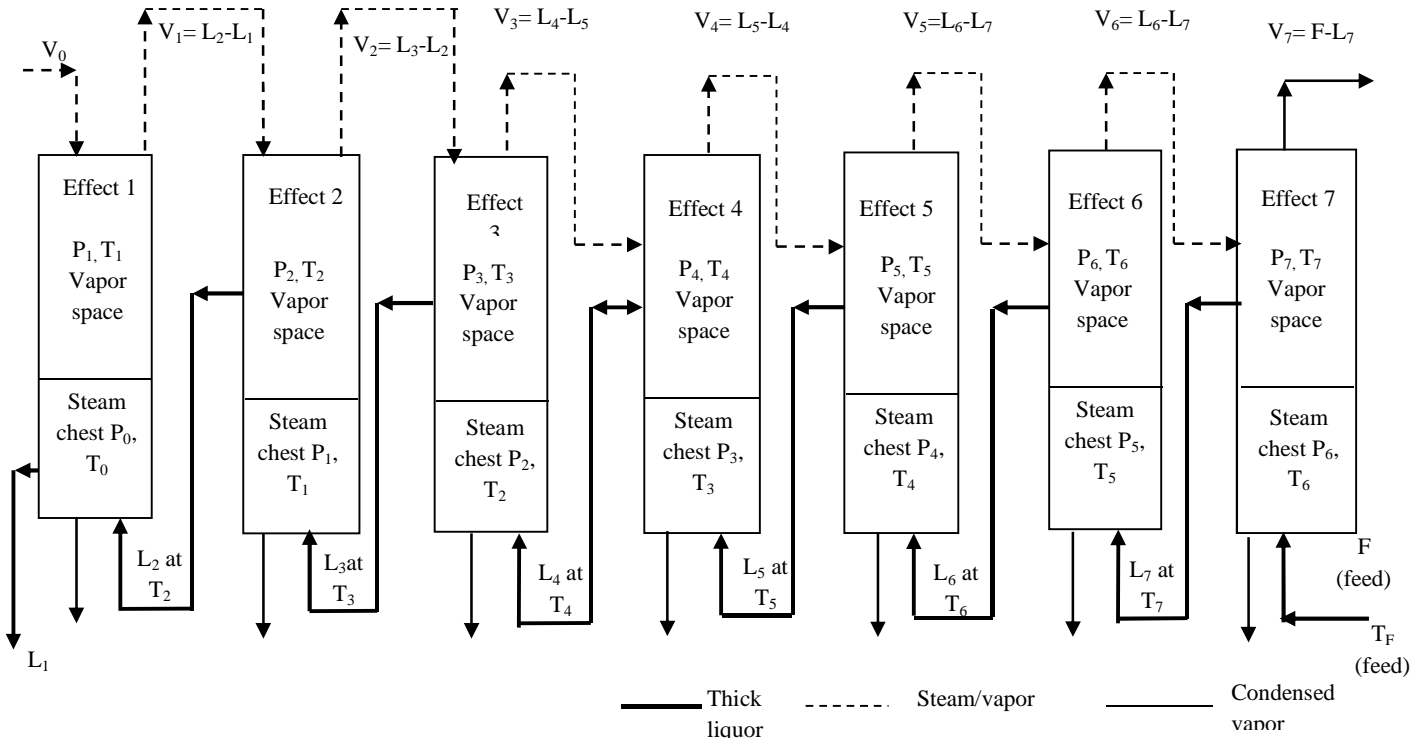 V₀
V₁= L₂-L₁
V₂= L₃-L₂
V₃= L₄-L₅
V₄= L₅-L₄
V₅=L₆-L₇
V₆= L₆-L₇
V₇= F-L₇
Effect 1
P₁, T₁
Vapor
space
Steam
chest P₀,
T₀
Effect 2
P₂, T₂
Vapor
space
Steam
chest P₁,
T₁
Effect
3
P₃, T₃
Vapor
space
Steam
chest P₂,
T₂
Effect 4
P₄, T₄
Vapor
space
Steam
chest P₃,
T₃
Effect 5
P₅, T₅
Vapor
space
Steam
chest P₄,
T₄
Effect 6
P₆, T₆
Vapor
space
Steam
chest P₅,
T₅
Effect 7
P₇, T₇
Vapor
space
Steam
chest P₆,
T₆
L₁
L₂ at
T₂
L₃at
T₃
L₄ at
T₄
L₅ at
T₅
L₆ at
T₆
L₇ at
T₇
F
(feed)
T_F
(feed)
Thick
liquor
Steam/vapor
Condensed
vapor